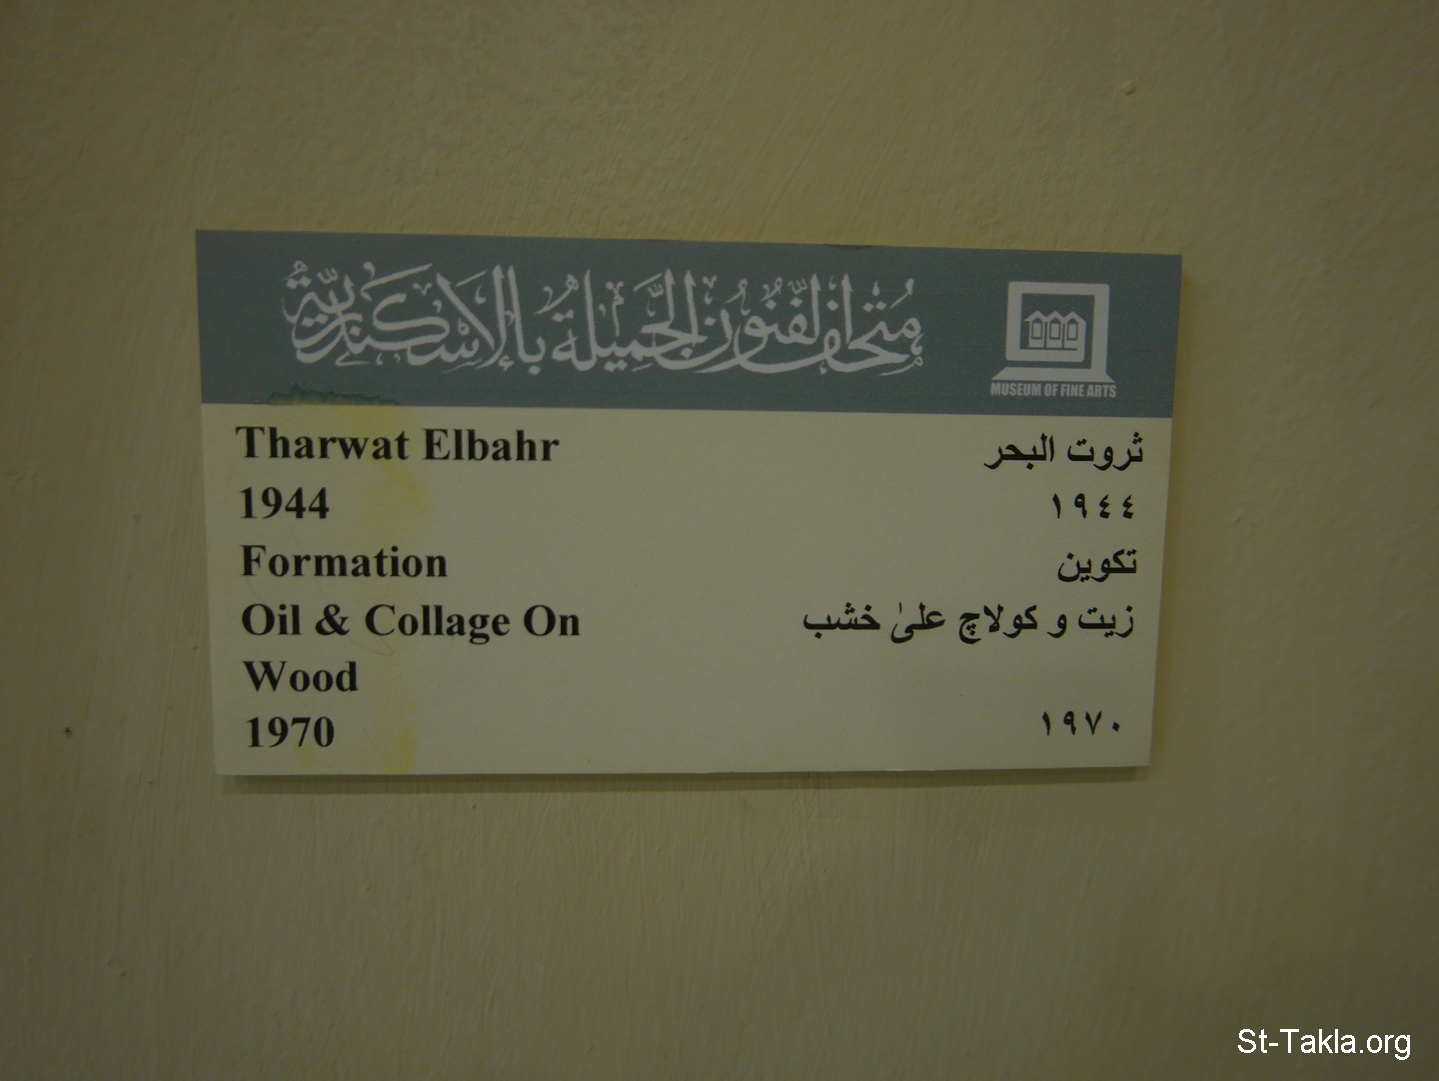 متحف الفنون الجميلة بالإسكندرية
MUSEUM OF FINE ARTS
Tharwat Elbahr
ثروت البحر
1944
١٩٤٤
Formation
تكوين
Oil & Collage On
زيت و كولاچ علىٰ خشب
Wood
1970
١٩٧٠
St-Takla.org